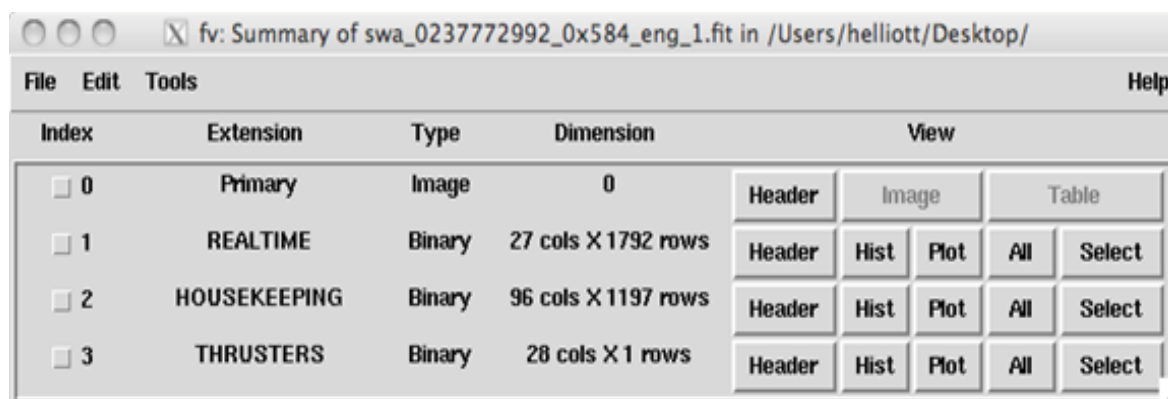 X fv: Summary of swa_0237772992_0x584_eng_1.fit in /Users/helliott/Desktop/
File Edit Tools Help
Index Extension Type Dimension View
0 Primary Image 0 Header Image Table
1 REALTIME Binary 27 cols X 1792 rows Header Hist Plot All Select
2 HOUSEKEEPING Binary 96 cols X 1197 rows Header Hist Plot All Select
3 THRUSTERS Binary 28 cols X 1 rows Header Hist Plot All Select